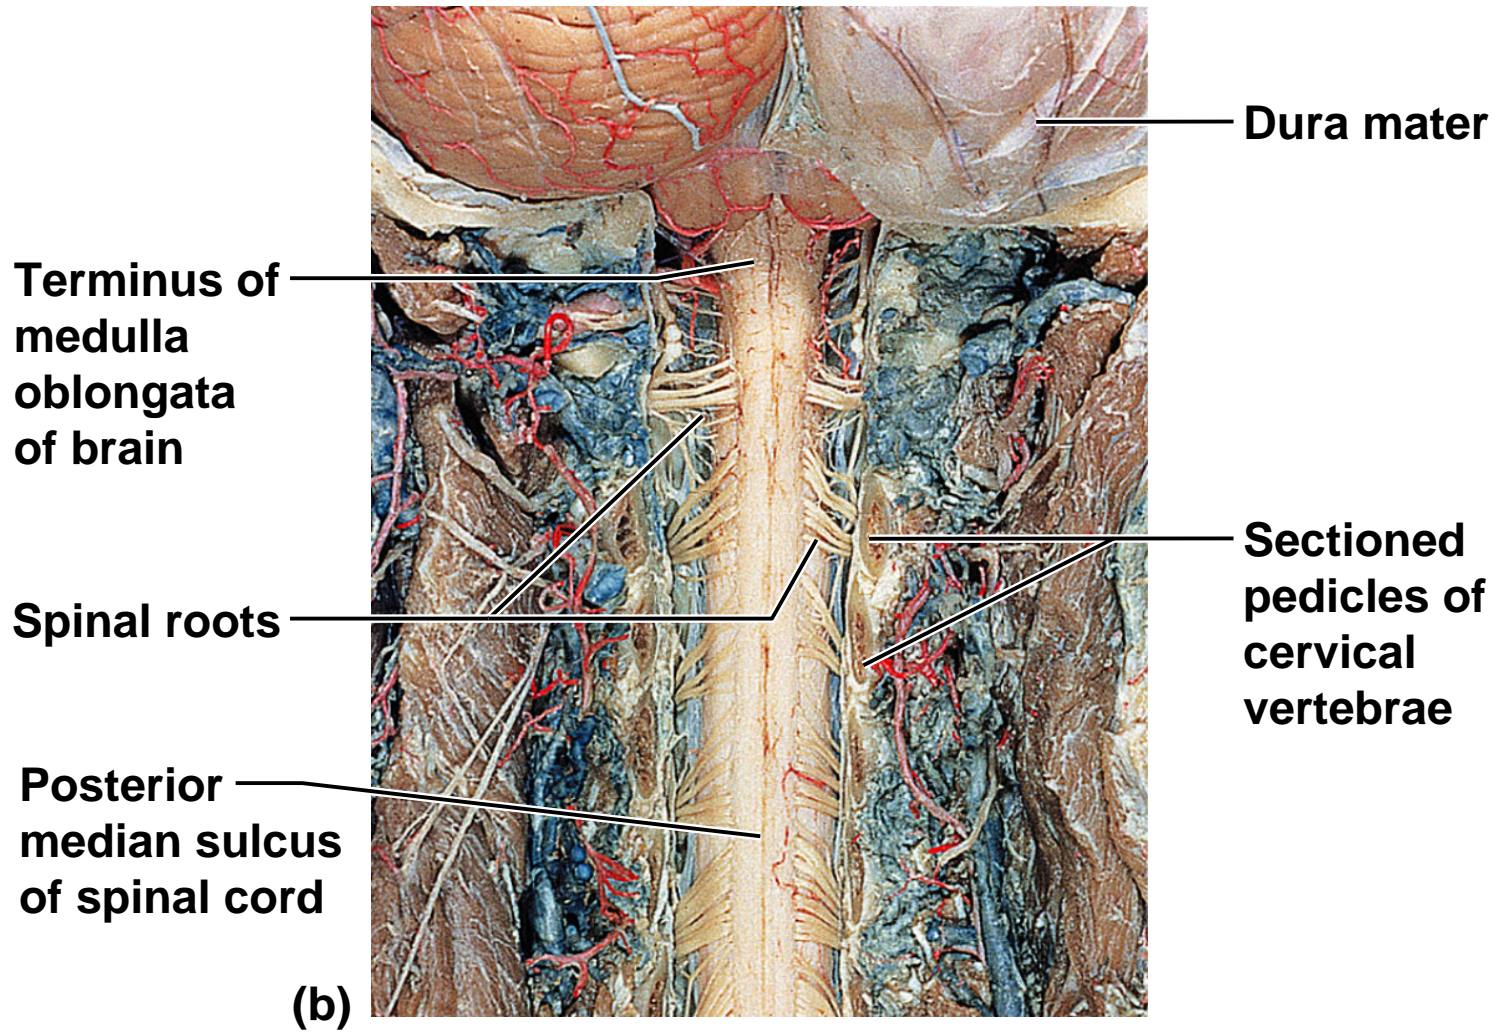 Dura mater
Terminus of
medulla
oblongata
of brain
Sectioned
pedicles of
cervical
vertebrae
Spinal roots
Posterior
median sulcus
of spinal cord
(b)